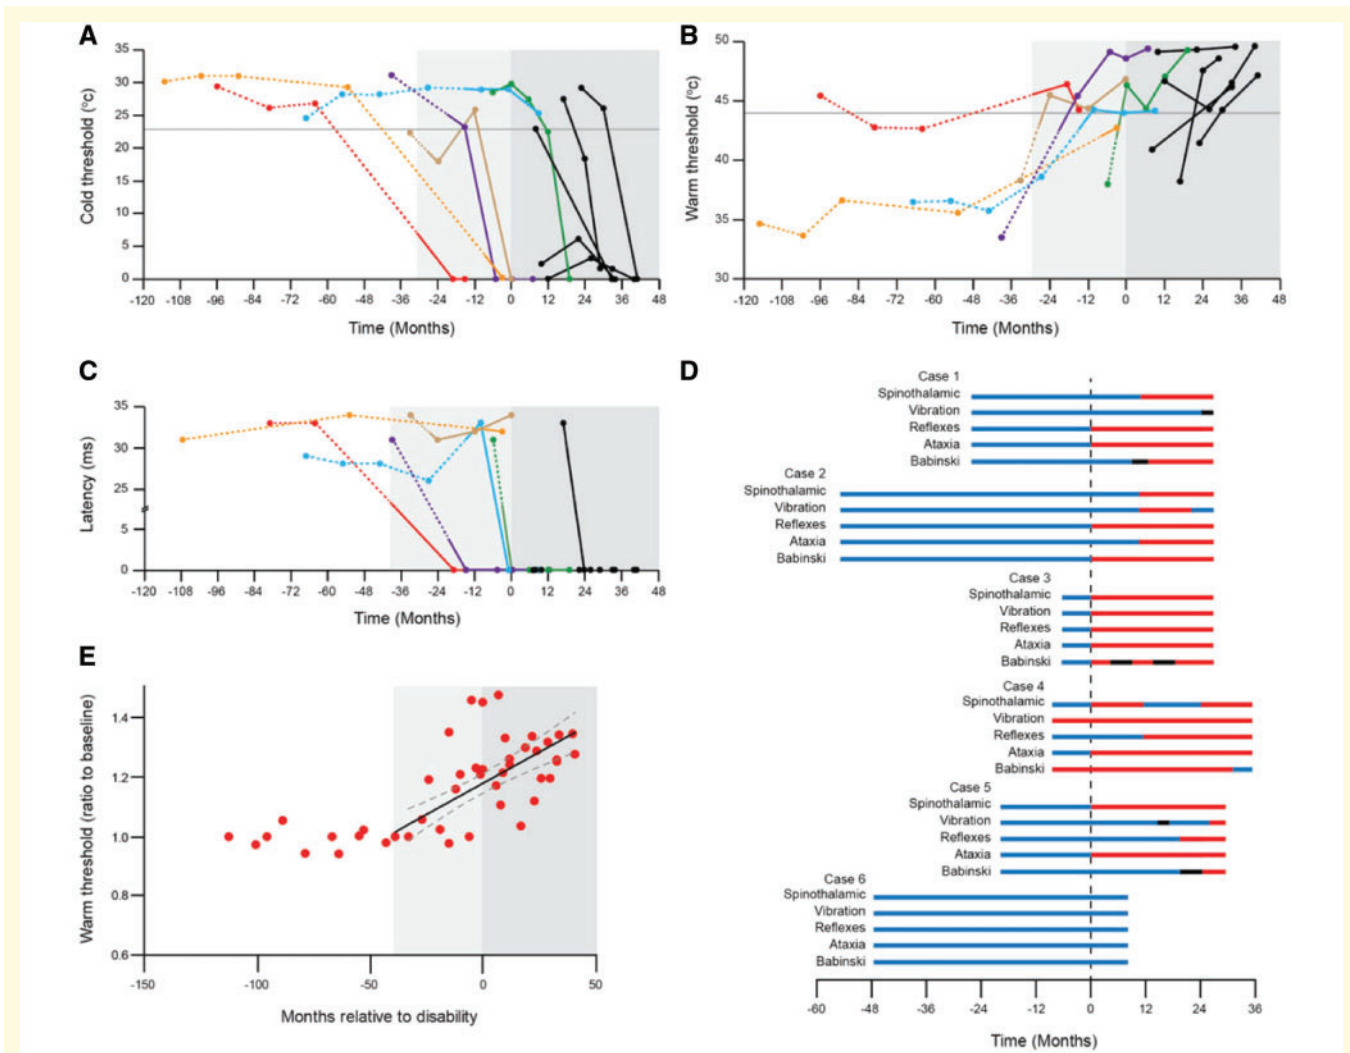 A
35
30
25
20
15
10
5
0
Cold threshold (°c)
-120 -108 -96 -84 -72 -60 -48 -36 -24 -12 0 12 24 36 48
Time (Months)
B
50
45
40
35
30
Warm threshold (°c)
-120 -108 -96 -84 -72 -60 -48 -36 -24 -12 0 12 24 36 48
Time (Months)
C
35
30
25
5
0
Latency (ms)
-120 -108 -96 -84 -72 -60 -48 -36 -24 -12 0 12 24 36 48
Time (Months)
D
Case 1
Spinothalamic
Vibration
Reflexes
Ataxia
Babinski
Case 2
Spinothalamic
Vibration
Reflexes
Ataxia
Babinski
Case 3
Spinothalamic
Vibration
Reflexes
Ataxia
Babinski
Case 4
Spinothalamic
Vibration
Reflexes
Ataxia
Babinski
Case 5
Spinothalamic
Vibration
Reflexes
Ataxia
Babinski
Case 6
Spinothalamic
Vibration
Reflexes
Ataxia
Babinski
-60 -48 -36 -24 -12 0 12 24 36
Time (Months)
E
1.4
1.2
1.0
0.8
0.6
Warm threshold (ratio to baseline)
-150 -100 -50 0 50
Months relative to disability